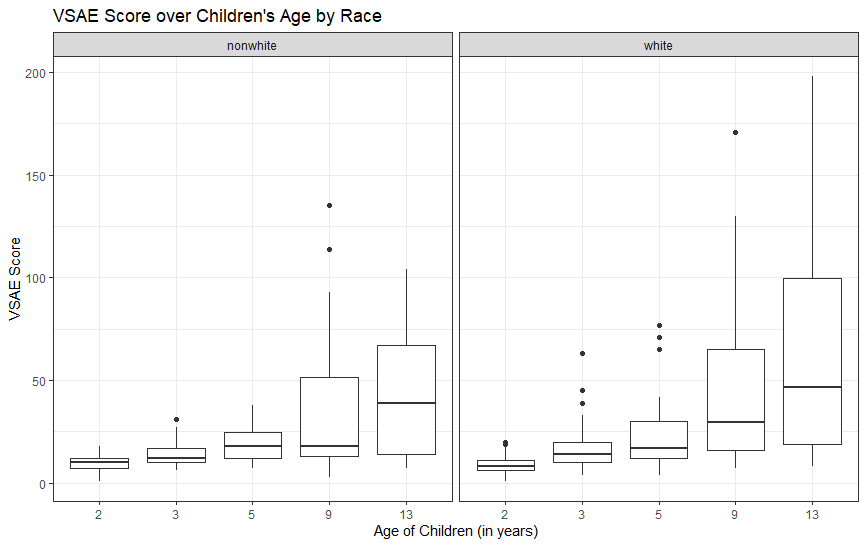 VSAE Score over Children's Age by Race
nonwhite
white
VSAE Score
200
150
100
50
0
2 3 5 9 13
2 3 5 9 13
Age of Children (in years)